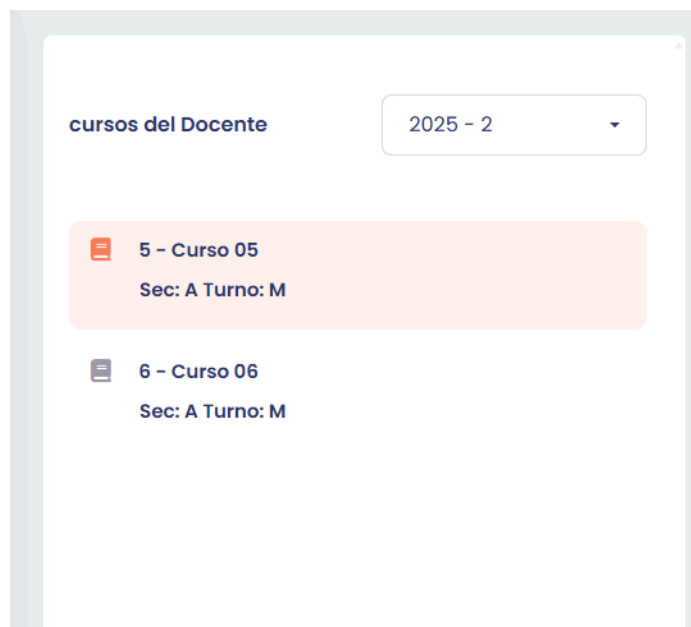 cursos del Docente
2025 - 2
5 - Curso 05
Sec: A Turno: M
6 - Curso 06
Sec: A Turno: M